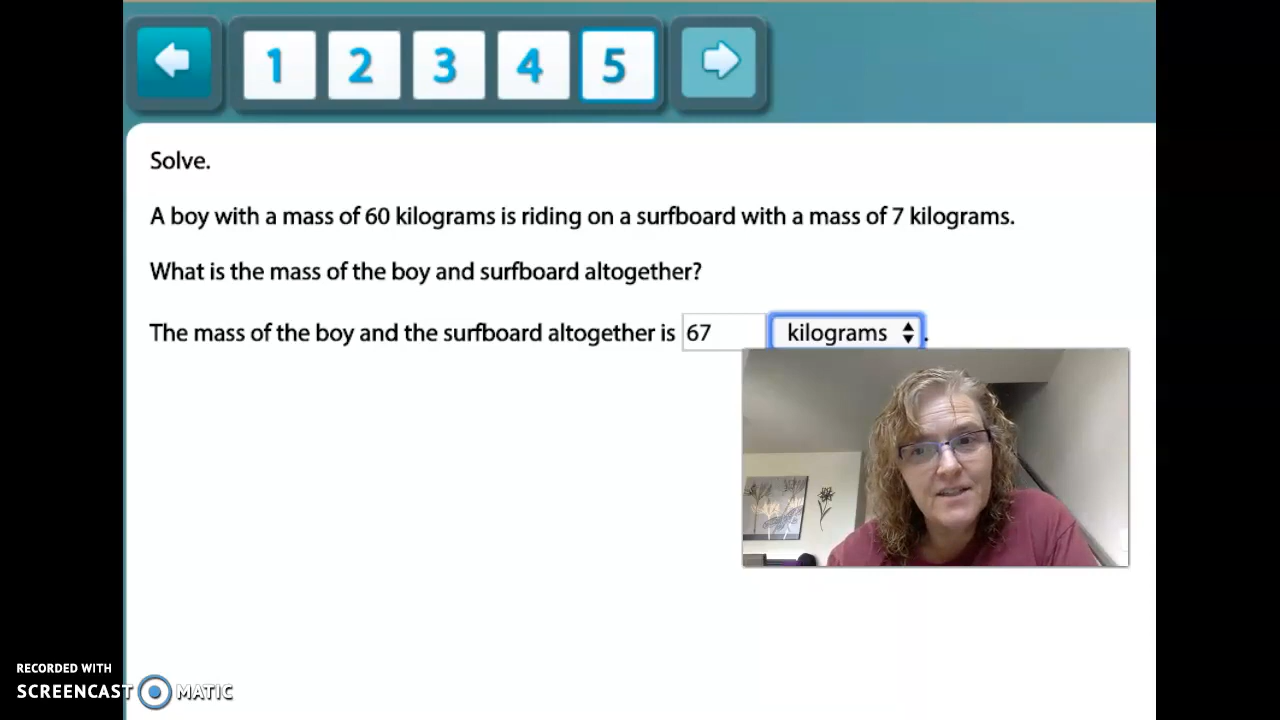 1 2 3 4 5
Solve.
A boy with a mass of 60 kilograms is riding on a surfboard with a mass of 7 kilograms.
What is the mass of the boy and surfboard altogether?
The mass of the boy and the surfboard altogether is 67 kilograms .
RECORDED WITH
SCREENCAST MATIC